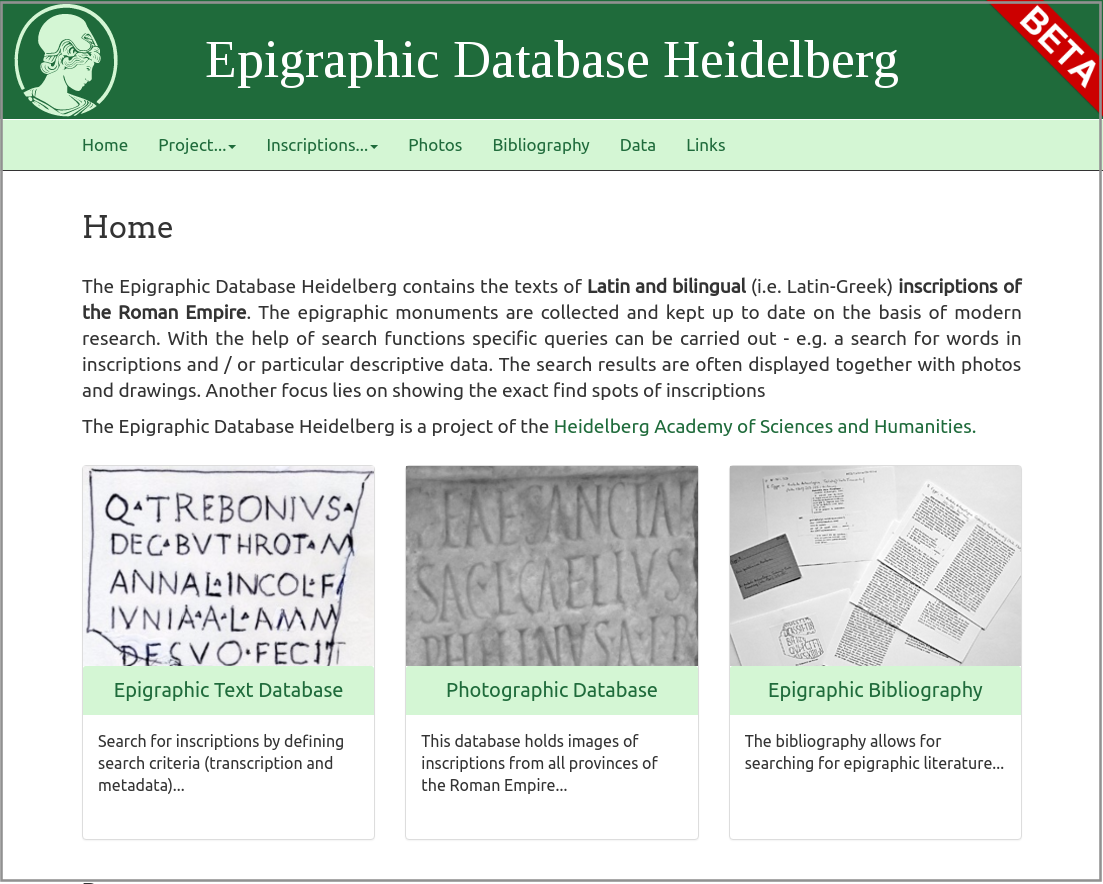 Epigraphic Database Heidelberg
BETA
Home Project... Inscriptions... Photos Bibliography Data Links
Home
The Epigraphic Database Heidelberg contains the texts of Latin and bilingual (i.e. Latin-Greek) inscriptions of
the Roman Empire. The epigraphic monuments are collected and kept up to date on the basis of modern
research. With the help of search functions specific queries can be carried out - e.g. a search for words in
inscriptions and / or particular descriptive data. The search results are often displayed together with photos
and drawings. Another focus lies on showing the exact find spots of inscriptions
The Epigraphic Database Heidelberg is a project of the Heidelberg Academy of Sciences and Humanities.
Q▴TREBONIVS▴
DEC▴BVTHROT▴M
ANNAL▴INCOL▴F
IVNIA▴A▴L▴AMM
DESVO▴FECIT
Epigraphic Text Database
Search for inscriptions by defining
search criteria (transcription and
metadata)...
Photographic Database
This database holds images of
inscriptions from all provinces of
the Roman Empire...
Epigraphic Bibliography
The bibliography allows for
searching for epigraphic literature...